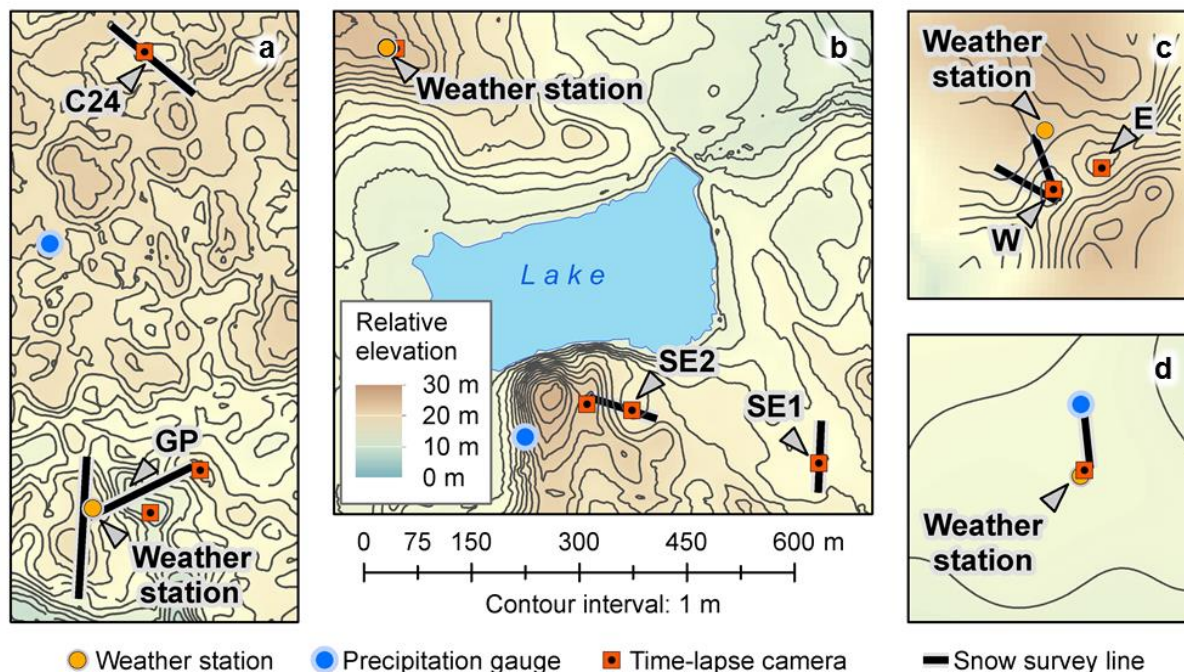 a
C24
GP
Weather
station
b
Weather station
Lake
Relative
elevation
30 m
20 m
10 m
0 m
SE2
SE1
0 75 150 300 450 600 m
Contour interval: 1 m
c
Weather
station
E
W
d
Weather
station
Weather station Precipitation gauge Time-lapse camera Snow survey line